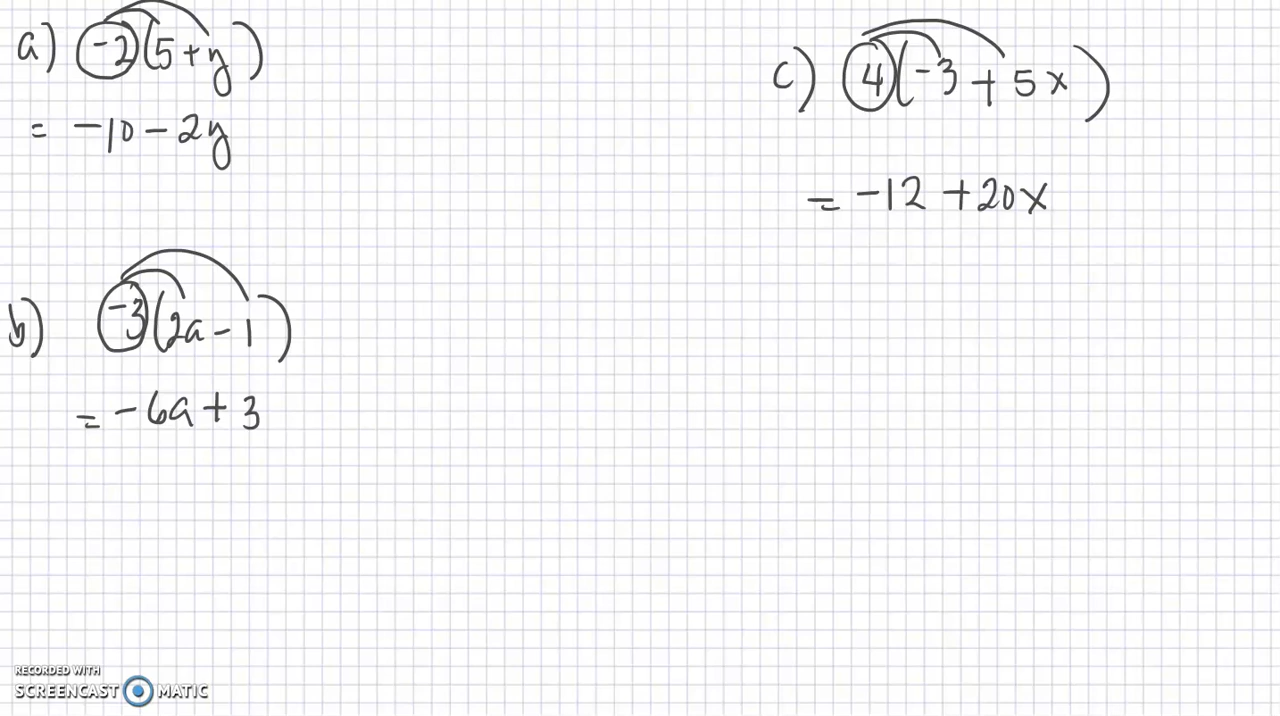 a) -2(5+y)
= -10 - 2y
b) -3(2a - 1)
= -6a + 3
c) 4(-3 + 5x)
= -12 + 20x
RECORDED WITH
SCREENCAST MATIC